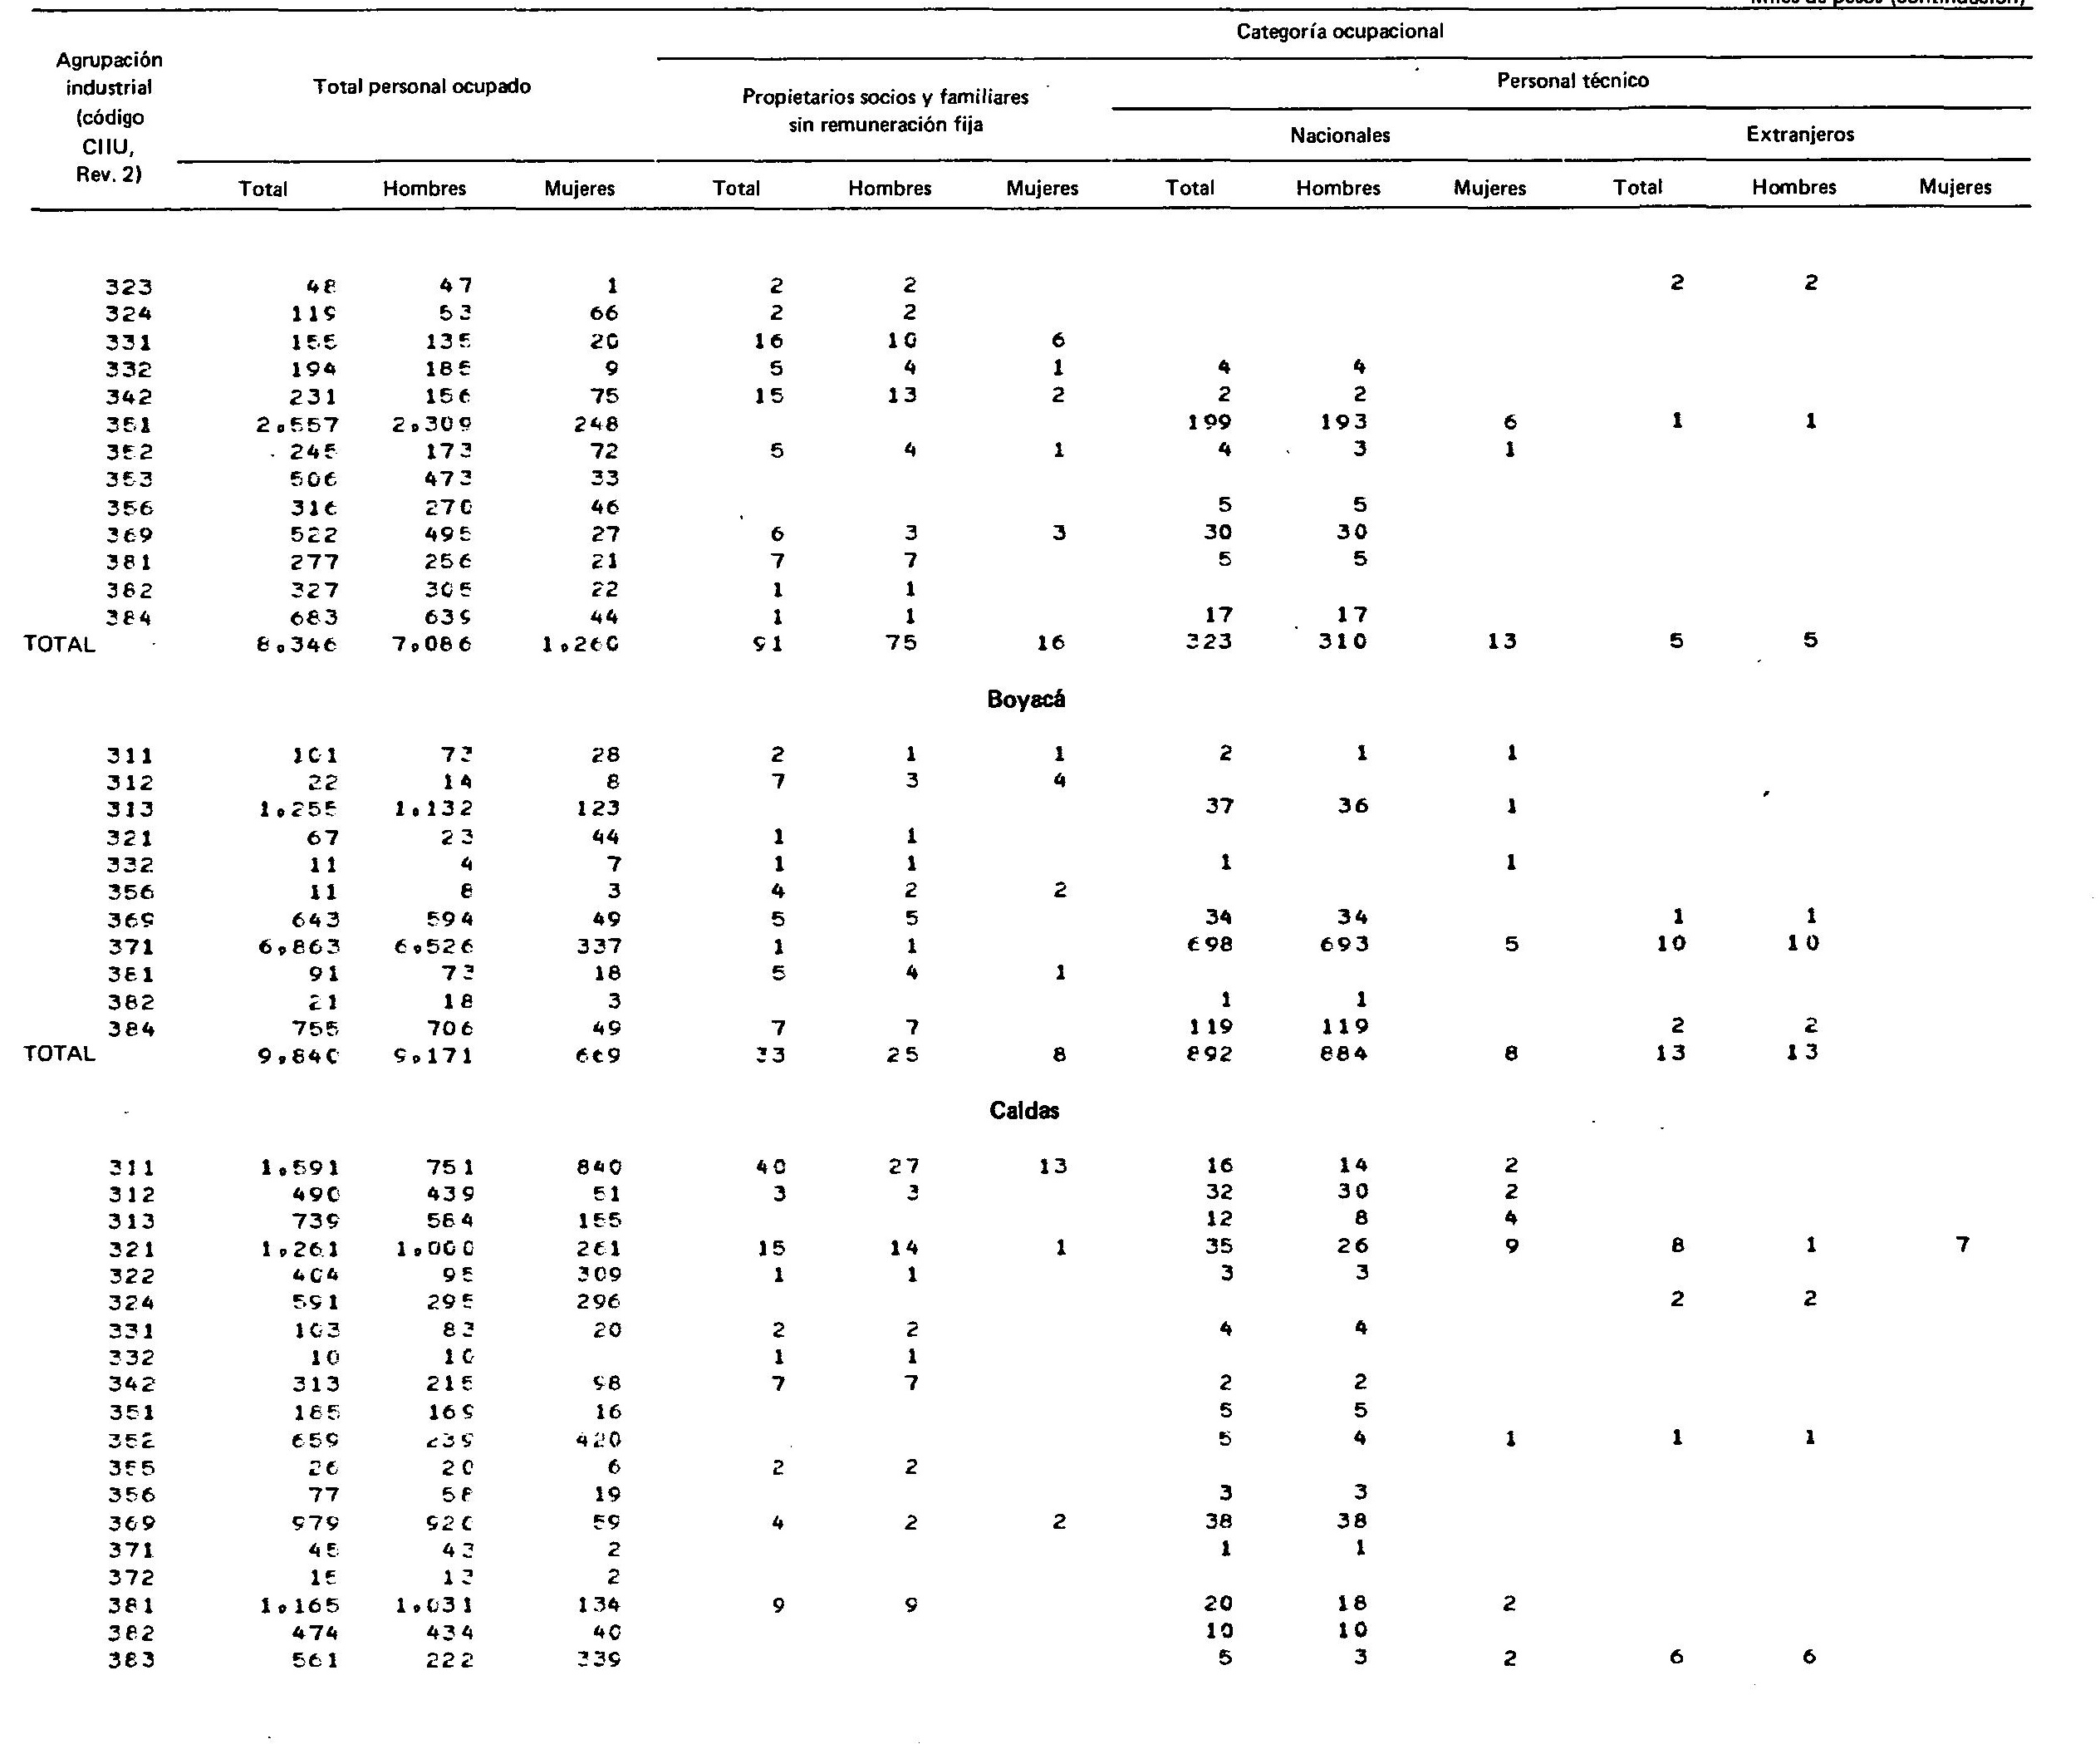 Miles de pesos (continuación)
Categoría ocupacional
Agrupación industrial (código CIIU, Rev. 2) Total personal ocupado Propietarios socios y familiares sin remuneración fija Personal técnico
Nacionales Extranjeros
Total Hombres Mujeres Total Hombres Mujeres Total Hombres Mujeres Total Hombres Mujeres
323 48 47 1 2 2 2 2
324 119 53 66 2 2
331 155 135 20 16 10 6
332 194 185 9 5 4 1 4 4
342 231 156 75 15 13 2 2 2
351 2,557 2,309 248 199 193 6 1 1
352 245 173 72 5 4 1 4 3 1
353 506 473 33
356 316 270 46 5 5
369 522 495 27 6 3 3 30 30
381 277 256 21 7 7 5 5
382 327 305 22 1 1
384 683 639 44 1 1 17 17
TOTAL 8,346 7,086 1,260 91 75 16 323 310 13 5 5
Boyacá
311 101 73 28 2 1 1 2 1 1
312 22 14 8 7 3 4
313 1,255 1,132 123 37 36 1
321 67 23 44 1 1
332 11 4 7 1 1 1 1
356 11 8 3 4 2 2
369 643 594 49 5 5 34 34 1 1
371 6,863 6,526 337 1 1 698 693 5 10 10
381 91 73 18 5 4 1
382 21 18 3 1 1
384 755 706 49 7 7 119 119 2 2
TOTAL 9,840 9,171 669 33 25 8 892 884 8 13 13
Caldas
311 1,591 751 840 40 27 13 16 14 2
312 490 439 51 3 3 32 30 2
313 739 584 155 12 8 4
321 1,261 1,000 261 15 14 1 35 26 9 8 1 7
322 404 95 309 1 1 3 3
324 591 295 296 2 2
331 103 83 20 2 2 4 4
332 10 10 1 1
342 313 215 98 7 7 2 2
351 185 169 16 5 5
352 659 239 420 5 4 1 1 1
355 26 20 6 2 2
356 77 58 19 3 3
369 979 920 59 4 2 2 38 38
371 45 43 2 1 1
372 15 13 2
381 1,165 1,031 134 9 9 20 18 2
382 474 434 40 10 10
383 561 222 339 5 3 2 6 6